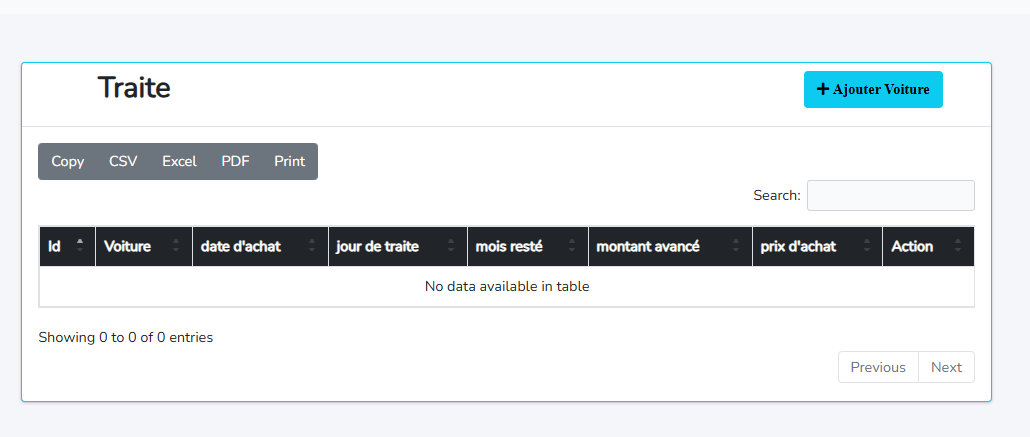 Traite
Ajouter Voiture
Copy CSV Excel PDF Print
Search:
Id Voiture date d'achat jour de traite mois resté montant avancé prix d'achat Action
No data available in table
Showing 0 to 0 of 0 entries
Previous Next